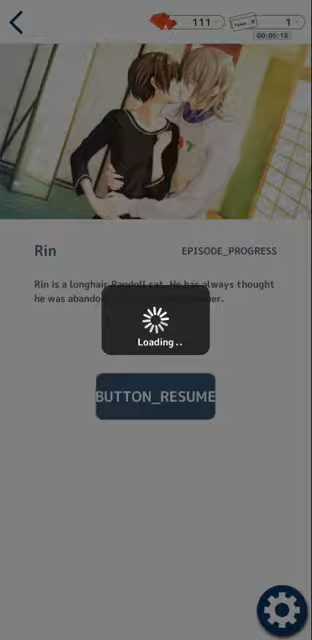 111
1
00:06:18
Rin
EPISODE_PROGRESS
Rin is a longhair Ragdoll cat. He has always thought
he was abando
er.
Loading..
BUTTON_RESUME